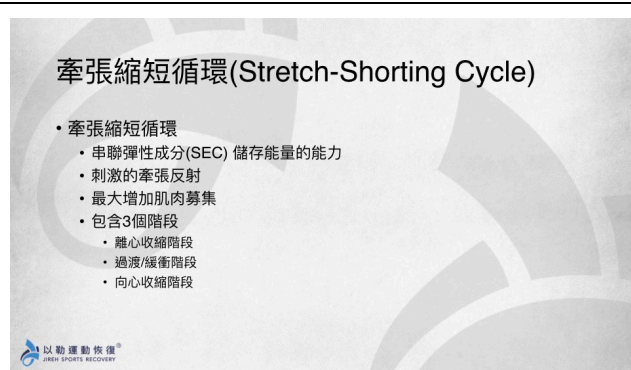 牽張縮短循環(Stretch-Shorting Cycle)
• 牽張縮短循環
• 串聯彈性成分(SEC) 儲存能量的能力
• 刺激的牽張反射
• 最大增加肌肉募集
• 包含3個階段
• 離心收縮階段
• 過渡/緩衝階段
• 向心收縮階段
以勒運動恢復®
JIREH SPORTS RECOVERY